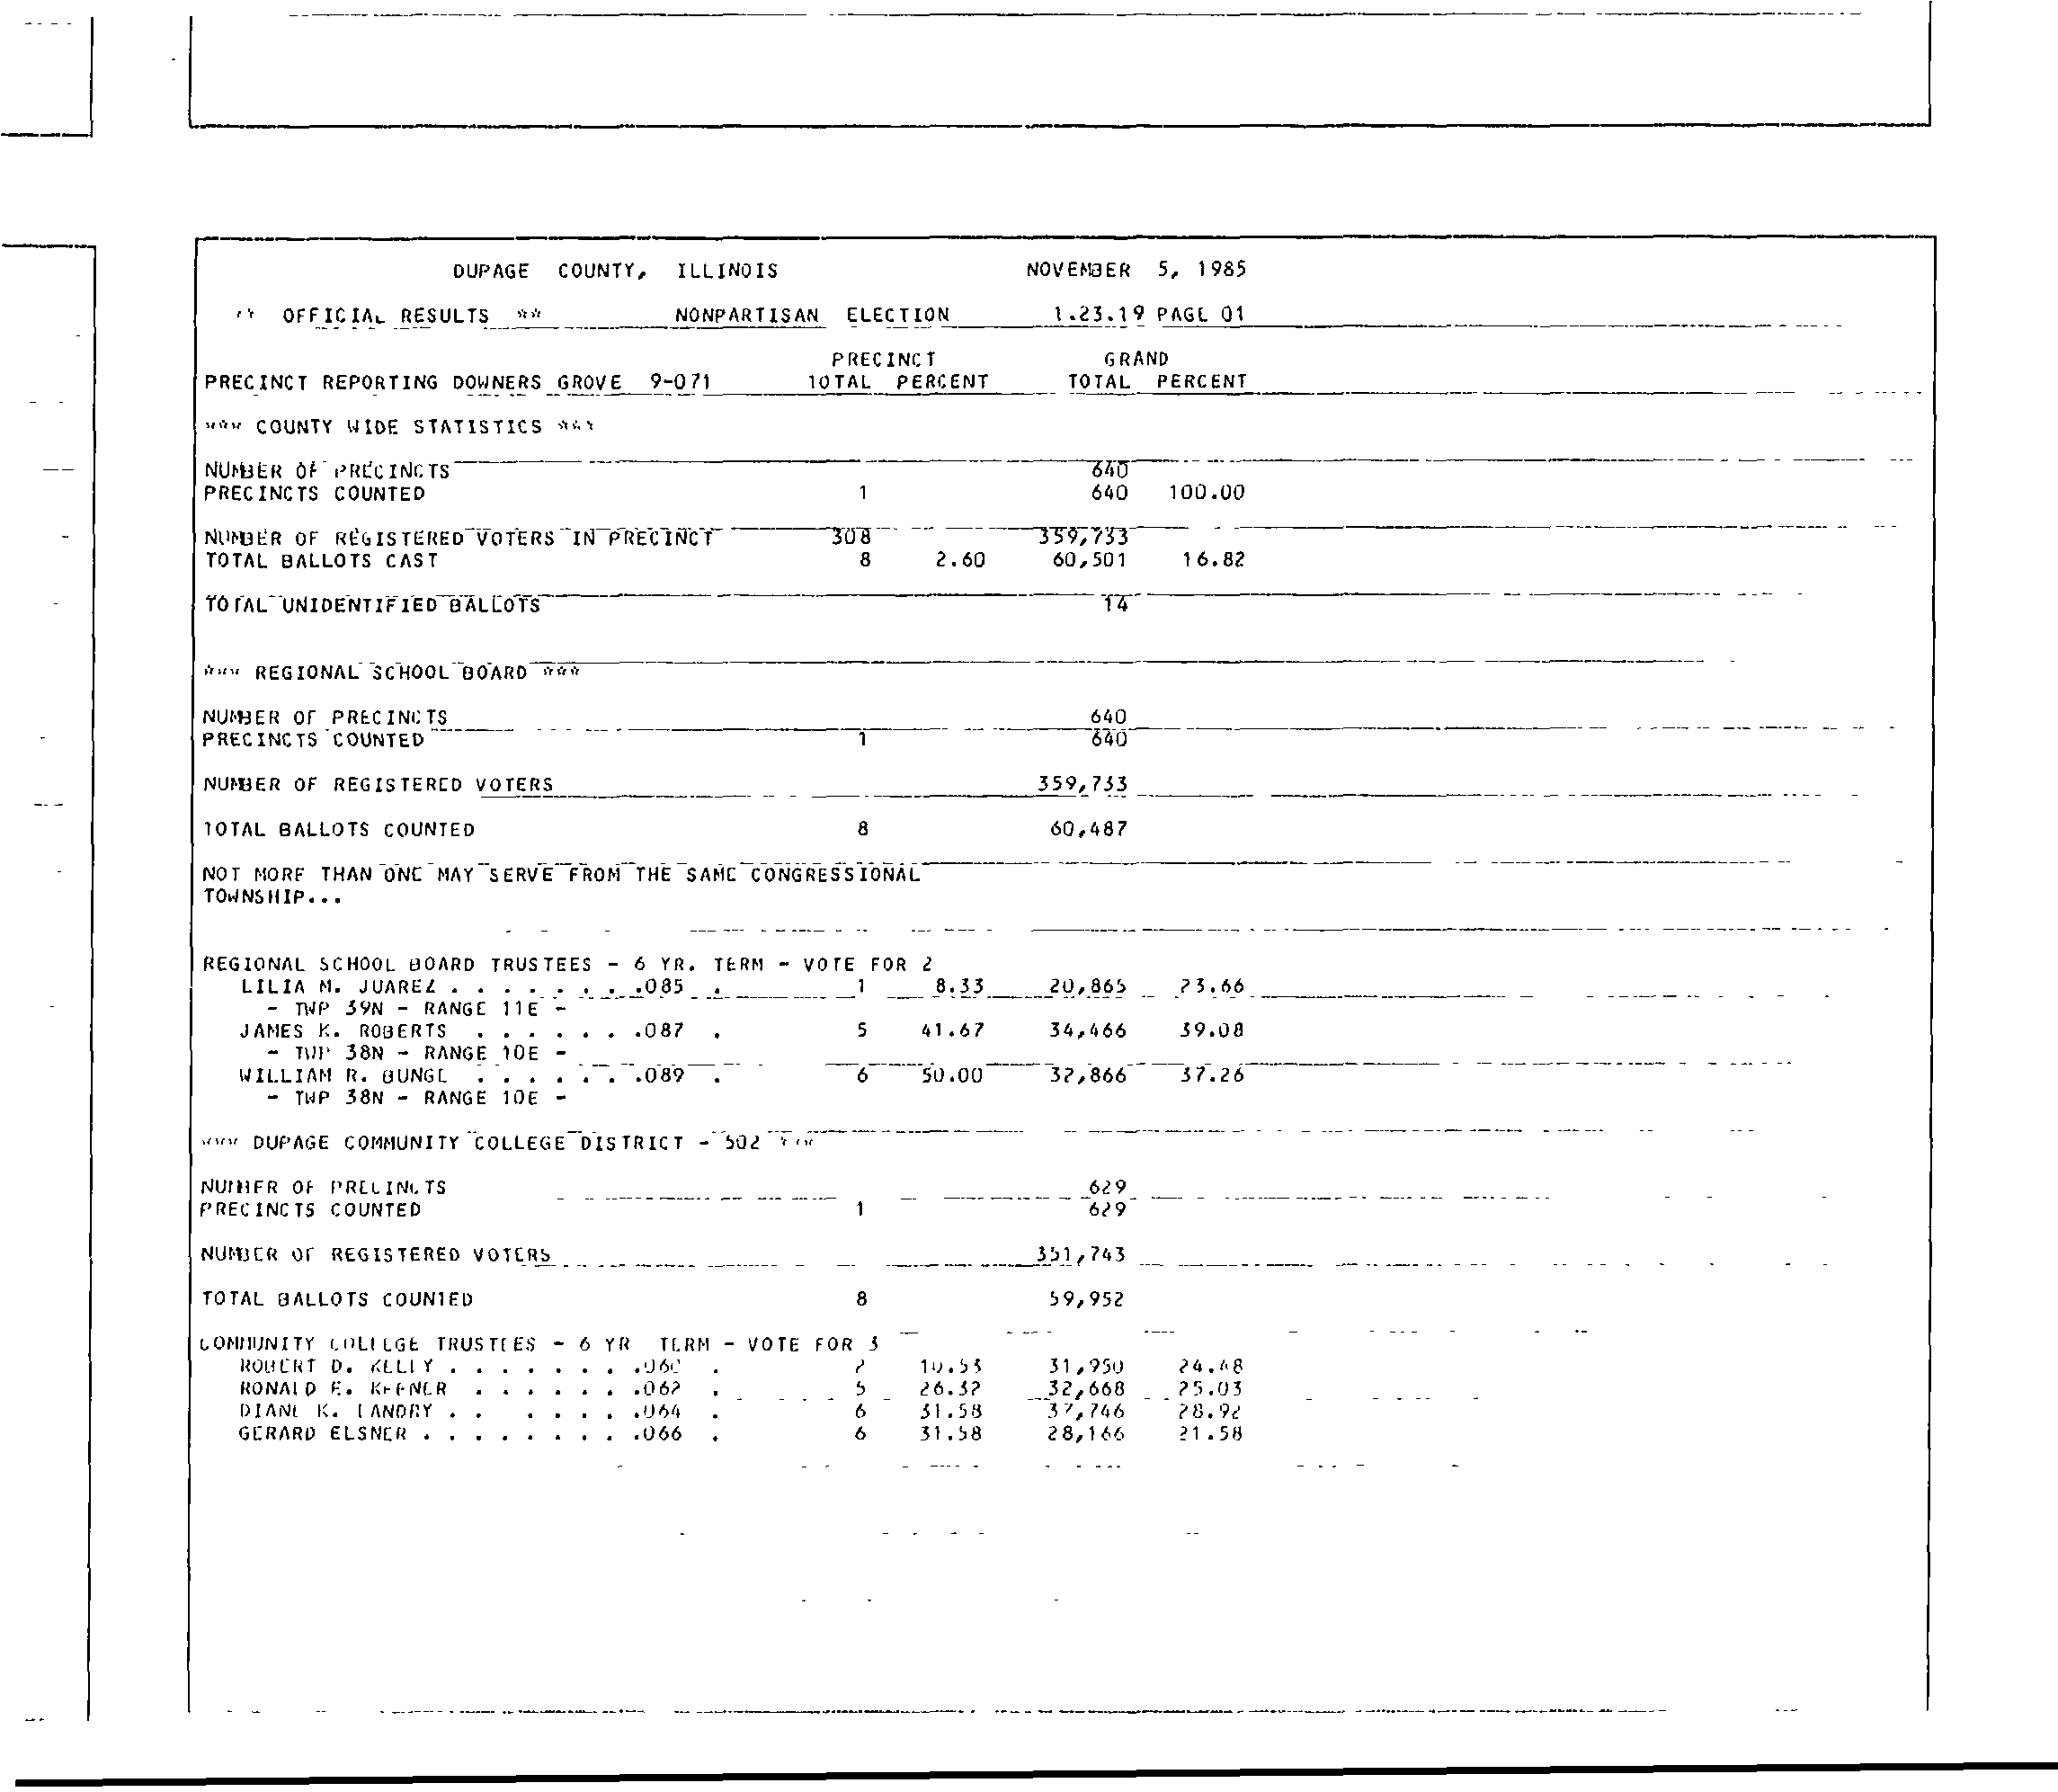 DUPAGE COUNTY, ILLINOIS NOVEMBER 5, 1985
** OFFICIAL RESULTS ** NONPARTISAN ELECTION 1.23.19 PAGE 01
PRECINCT GRAND
PRECINCT REPORTING DOWNERS GROVE 9-071 TOTAL PERCENT TOTAL PERCENT
*** COUNTY WIDE STATISTICS ***
NUMBER OF PRECINCTS 640
PRECINCTS COUNTED 1 640 100.00
NUMBER OF REGISTERED VOTERS IN PRECINCT 308 359,733
TOTAL BALLOTS CAST 8 2.60 60,501 16.82
TOTAL UNIDENTIFIED BALLOTS 14
*** REGIONAL SCHOOL BOARD ***
NUMBER OF PRECINCTS 640
PRECINCTS COUNTED 1 640
NUMBER OF REGISTERED VOTERS 359,733
TOTAL BALLOTS COUNTED 8 60,487
NOT MORE THAN ONE MAY SERVE FROM THE SAME CONGRESSIONAL
TOWNSHIP...
REGIONAL SCHOOL BOARD TRUSTEES - 6 YR. TERM - VOTE FOR 2
LILIA M. JUAREZ . . . . . . . .085 . 1 8.33 20,865 23.66
- TWP 39N - RANGE 11E -
JAMES K. ROBERTS . . . . . . .087 . 5 41.67 34,466 39.08
- TWP 38N - RANGE 10E -
WILLIAM R. BUNGE . . . . . . .089 . 6 50.00 32,866 37.26
- TWP 38N - RANGE 10E -
*** DUPAGE COMMUNITY COLLEGE DISTRICT - 502 ***
NUMBER OF PRECINCTS 629
PRECINCTS COUNTED 1 629
NUMBER OF REGISTERED VOTERS 351,743
TOTAL BALLOTS COUNTED 8 59,952
COMMUNITY COLLEGE TRUSTEES - 6 YR TERM - VOTE FOR 3
ROBERT D. KELLY . . . . . . . .060 . 2 10.53 31,950 24.48
RONALD E. KEENER . . . . . . .062 . 5 26.32 32,668 25.03
DIANE K. LANDRY . . . . . . .064 . 6 31.58 37,746 28.92
GERARD ELSNER . . . . . . . . .066 . 6 31.58 28,166 21.58